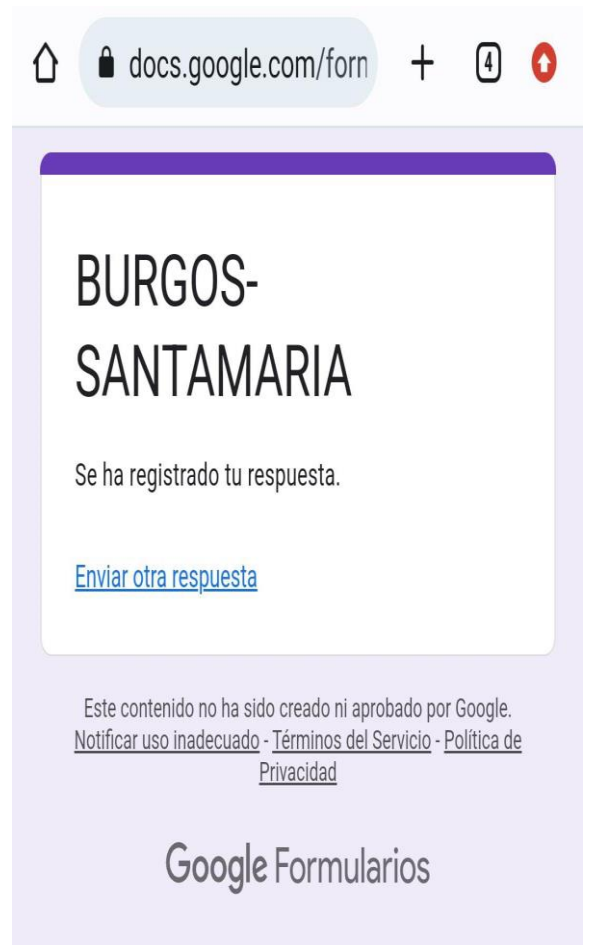 docs.google.com/forn
4
BURGOS-
SANTAMARIA
Se ha registrado tu respuesta.
Enviar otra respuesta
Este contenido no ha sido creado ni aprobado por Google.
Notificar uso inadecuado - Términos del Servicio - Política de
Privacidad
Google Formularios